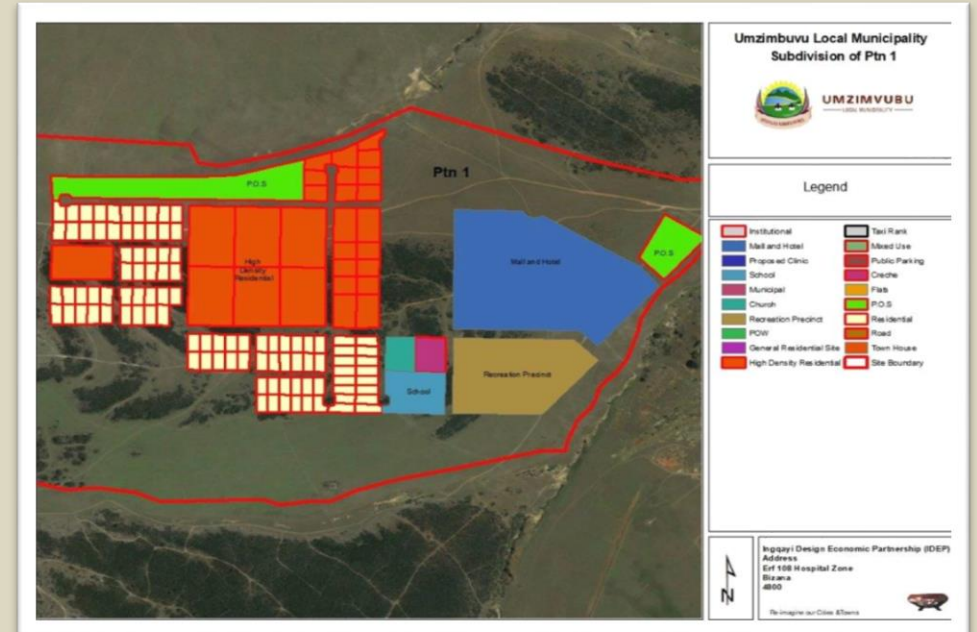 Umzimbuvu Local Municipality
Subdivision of Ptn 1
UMZIMVUBU
LOCAL MUNICIPALITY
Legend
Institutional
Mall and Hotel
Proposed Clinic
School
Municipal
Church
Recreation Precinct
POW
General Residential Site
High Density Residential
Taxi Rank
Mixed Use
Public Parking
Creche
Flats
P.O.S
Residential
Road
Town House
Site Boundary
Ptn 1
P.O.S
Mall and Hotel
P.O.S
High
Density
Residential
Recreation Precinct
School
N
Ingqayi Design Economic Partnership (IDEP)
Address
Erf 108 Hospital Zone
Bizana
4800
Re-imagine our Cities &Towns